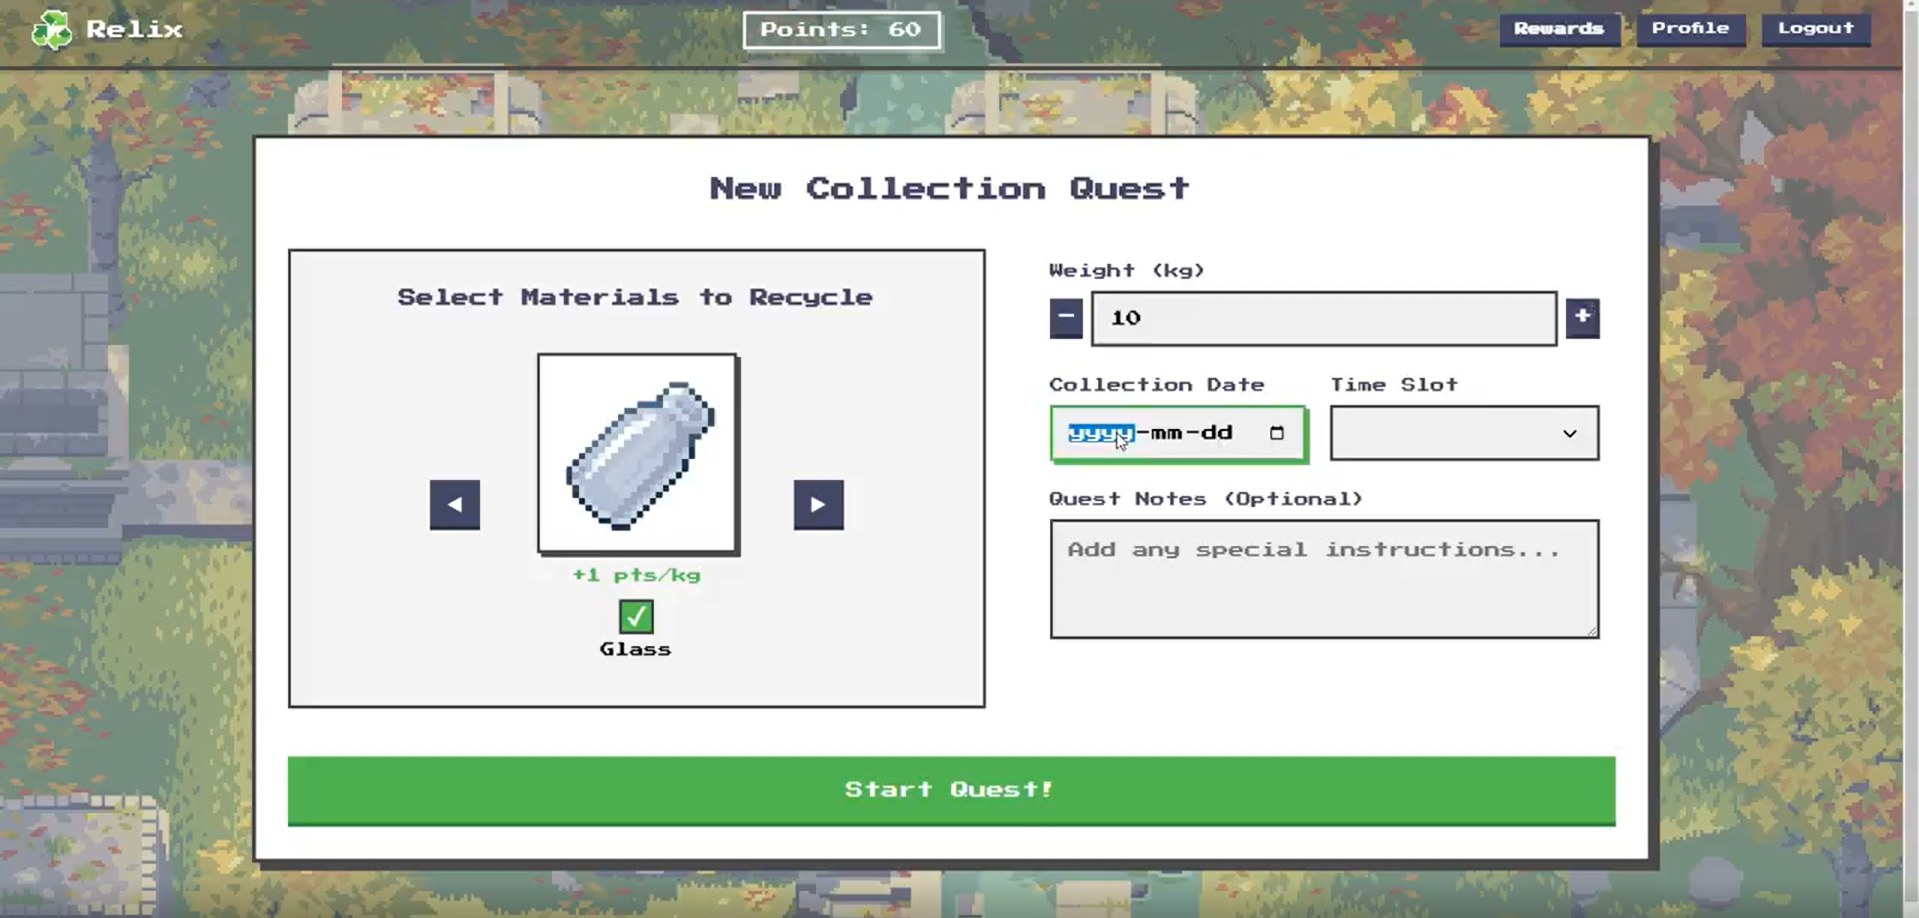 Relix
Points: 60
Rewards
Profile
Logout
New Collection Quest
Select Materials to Recycle
+1 pts/kg
Glass
Weight (kg)
10
Collection Date
Time Slot
yyyy-mm-dd
Quest Notes (Optional)
Add any special instructions...
Start Quest!